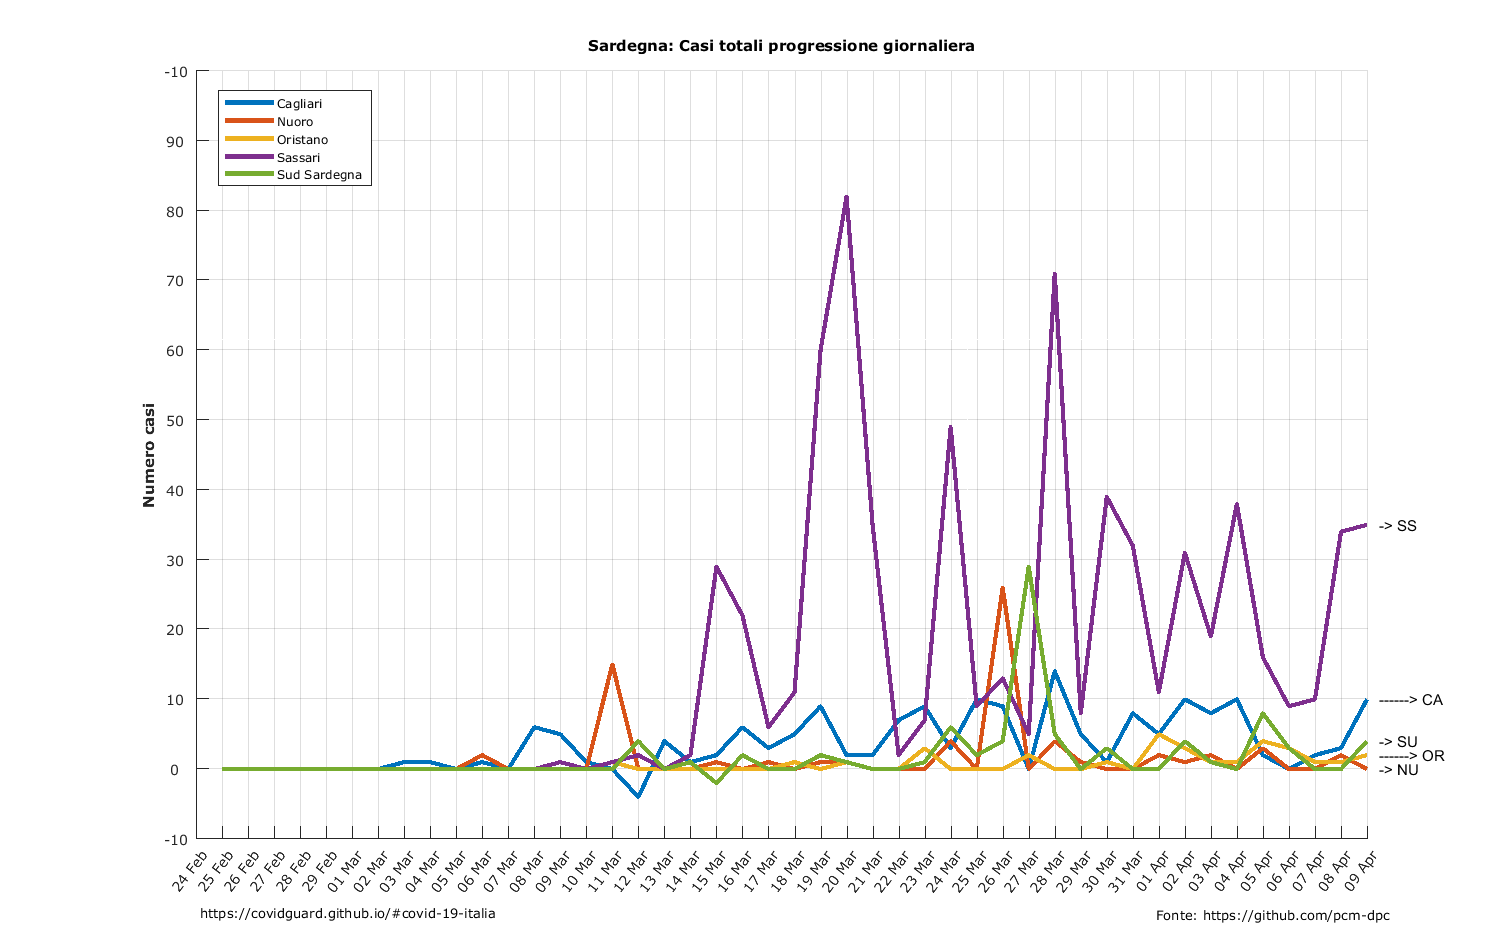 Sardegna: Casi totali progressione giornaliera
-10
90
80
70
60
50
40
30
20
10
0
-10
Numero casi
Cagliari
Nuoro
Oristano
Sassari
Sud Sardegna
-> SS
------> CA
-> SU
------> OR
-> NU
24 Feb
25 Feb
26 Feb
27 Feb
28 Feb
29 Feb
01 Mar
02 Mar
03 Mar
04 Mar
05 Mar
06 Mar
07 Mar
08 Mar
09 Mar
10 Mar
11 Mar
12 Mar
13 Mar
14 Mar
15 Mar
16 Mar
17 Mar
18 Mar
19 Mar
20 Mar
21 Mar
22 Mar
23 Mar
24 Mar
25 Mar
26 Mar
27 Mar
28 Mar
29 Mar
30 Mar
31 Mar
01 Apr
02 Apr
03 Apr
04 Apr
05 Apr
06 Apr
07 Apr
08 Apr
09 Apr
https://covidguard.github.io/#covid-19-italia
Fonte: https://github.com/pcm-dpc